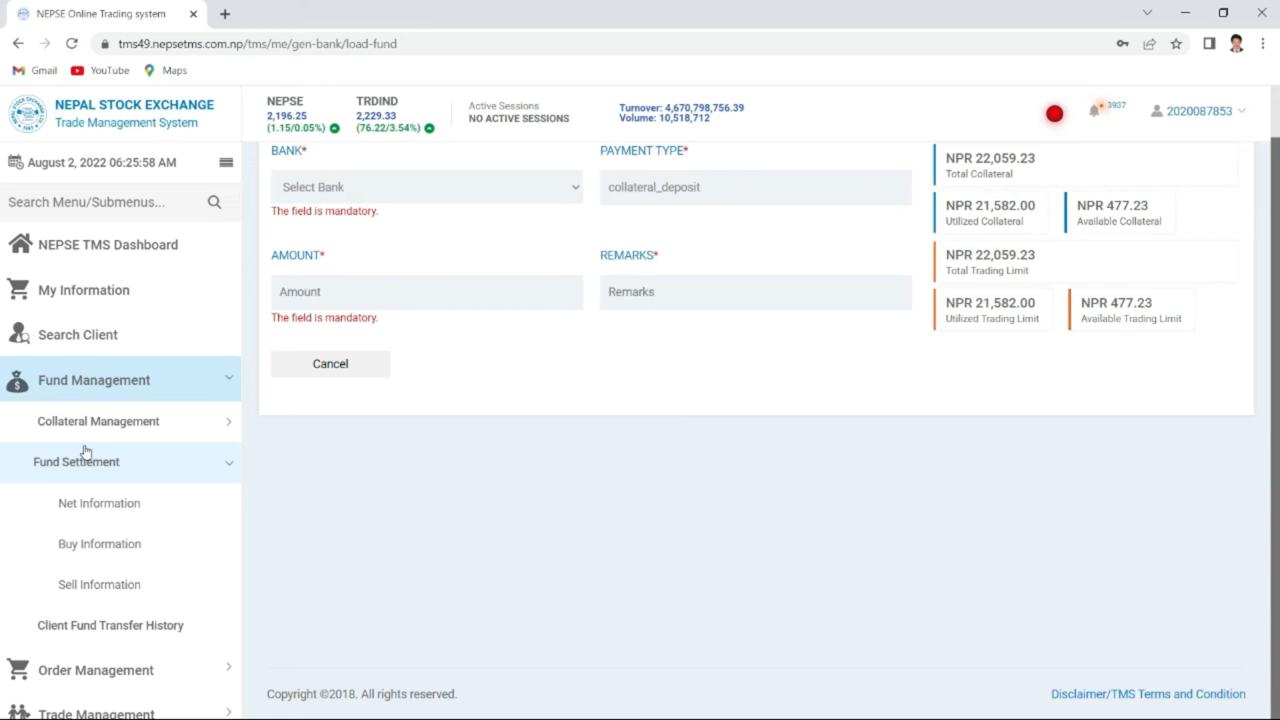 NEPSE Online Trading system
tms49.nepsetms.com.np/tms/me/gen-bank/load-fund
Gmail
YouTube
Maps
NEPAL STOCK EXCHANGE
Trade Management System
NEPSE
2,196.25
(1.15/0.05%)
TRDIND
2,229.33
(76.22/3.54%)
Active Sessions
NO ACTIVE SESSIONS
Turnover: 4,670,798,756.39
Volume: 10,518,712
3937
2020087853
August 2, 2022 06:25:58 AM
Search Menu/Submenus...
NEPSE TMS Dashboard
My Information
Search Client
Fund Management
Collateral Management
Fund Settlement
Net Information
Buy Information
Sell Information
Client Fund Transfer History
Order Management
Trade Management
BANK*
Select Bank
The field is mandatory.
PAYMENT TYPE*
collateral_deposit
AMOUNT*
Amount
The field is mandatory.
REMARKS*
Remarks
Cancel
NPR 22,059.23
Total Collateral
NPR 21,582.00
Utilized Collateral
NPR 477.23
Available Collateral
NPR 22,059.23
Total Trading Limit
NPR 21,582.00
Utilized Trading Limit
NPR 477.23
Available Trading Limit
Copyright ©2018. All rights reserved.
Disclaimer/TMS Terms and Condition